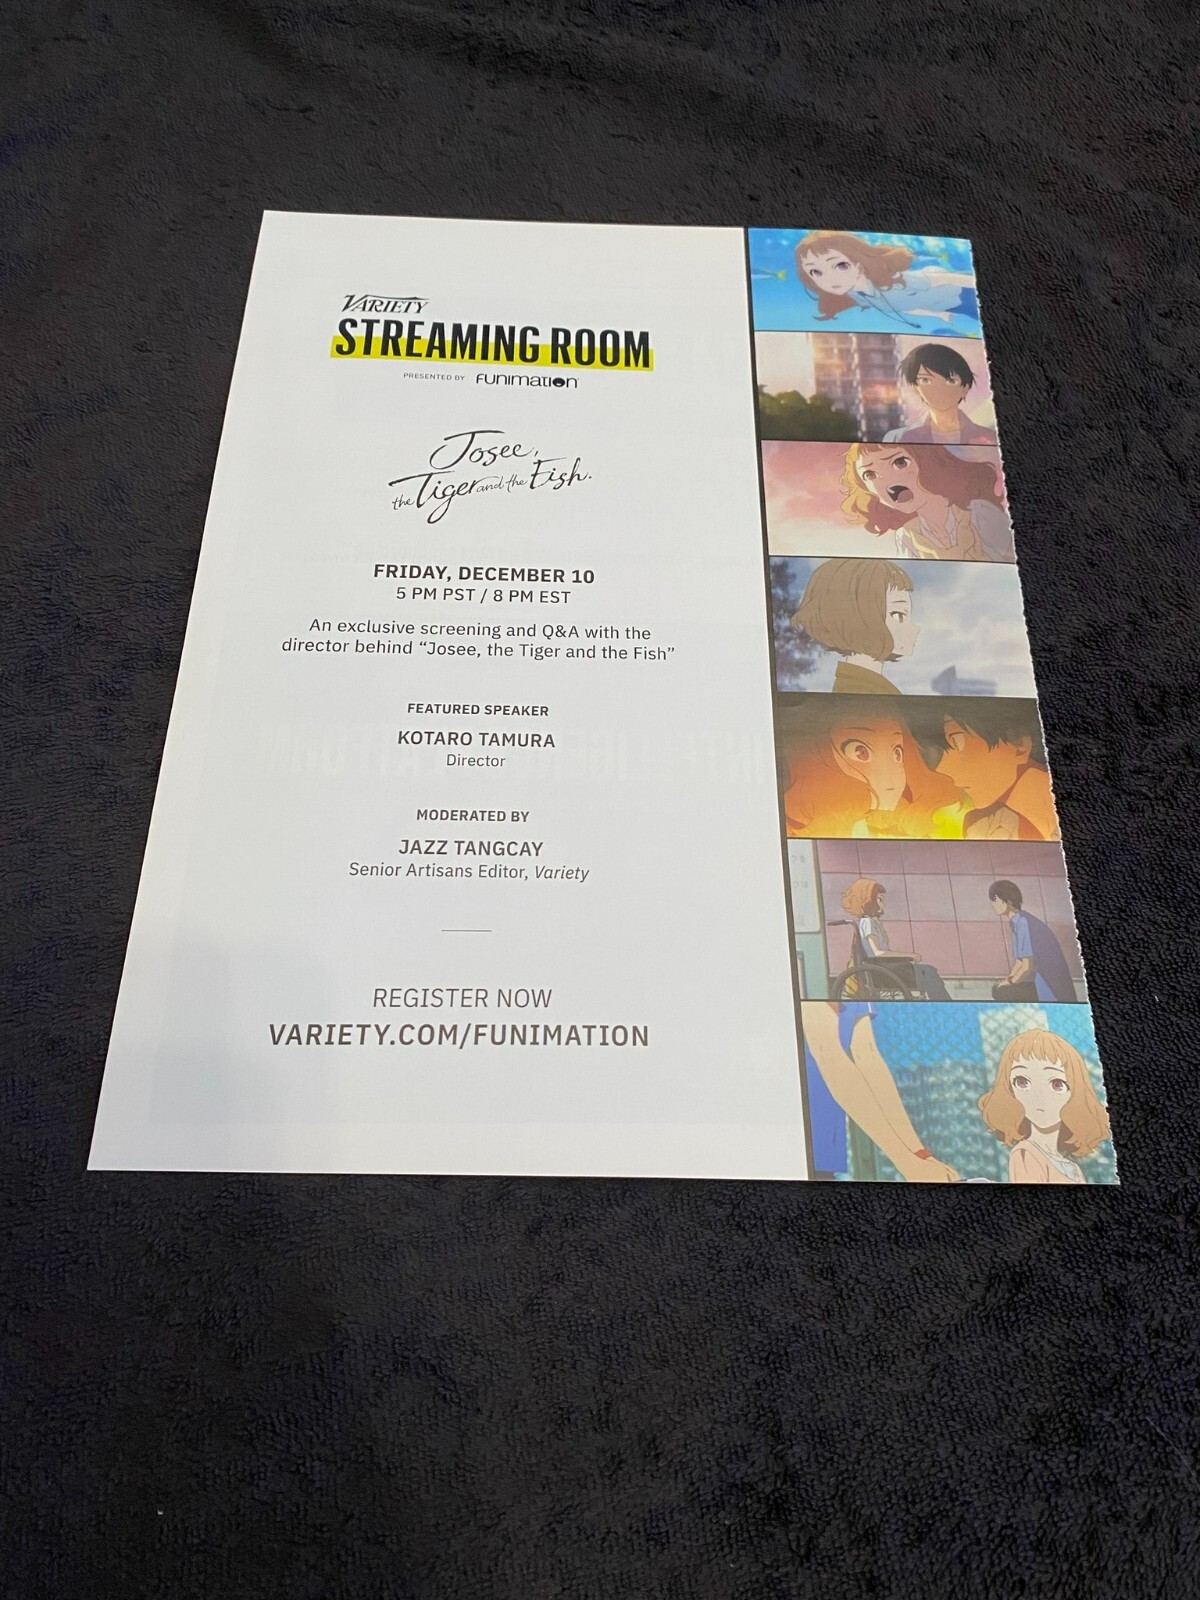 VARIETY
STREAMING ROOM
PRESENTED BY FUNIMATION
Josee,
the Tiger and the Fish.
FRIDAY, DECEMBER 10
5 PM PST / 8 PM EST
An exclusive screening and Q&A with the
director behind “Josee, the Tiger and the Fish”
FEATURED SPEAKER
KOTARO TAMURA
Director
MODERATED BY
JAZZ TANGCAY
Senior Artisans Editor, Variety
REGISTER NOW
VARIETY.COM/FUNIMATION